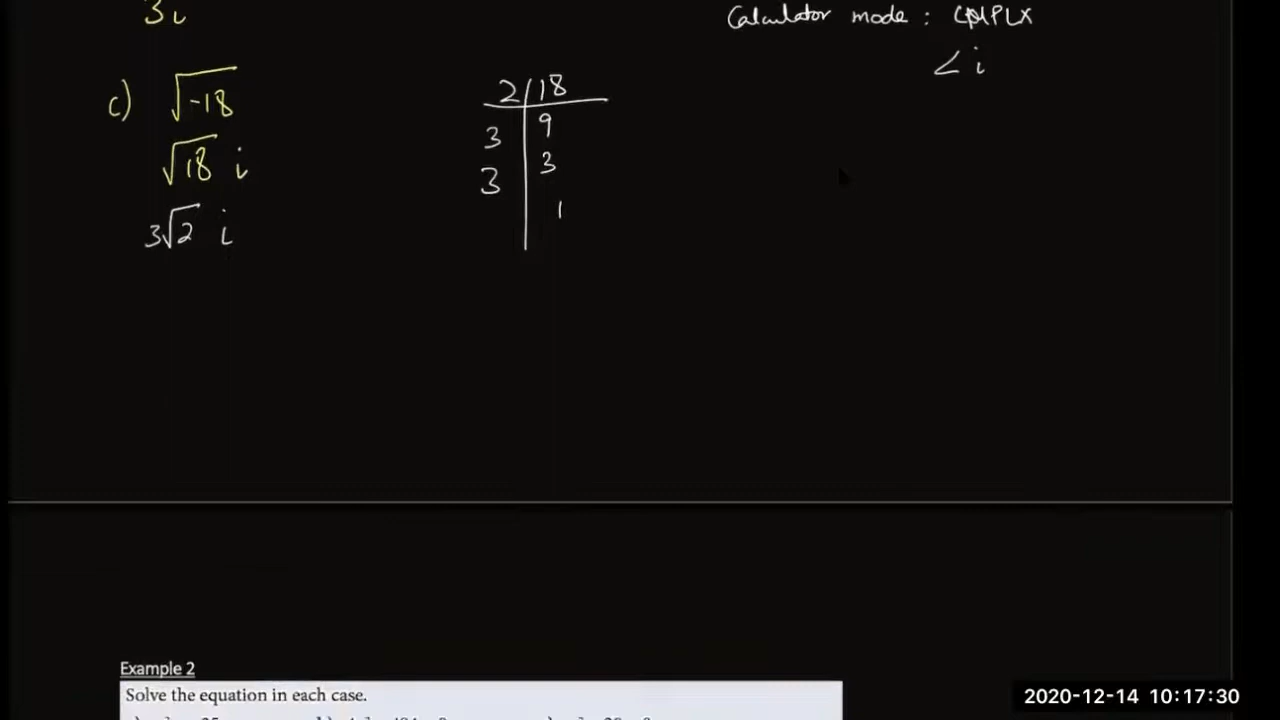 3i
Calculator mode : CMPLX
∠ i
c) √-18
√18 i
3√2 i
2 | 18
3 | 9
3 | 3
1
Example 2
Solve the equation in each case.
2020-12-14 10:17:30